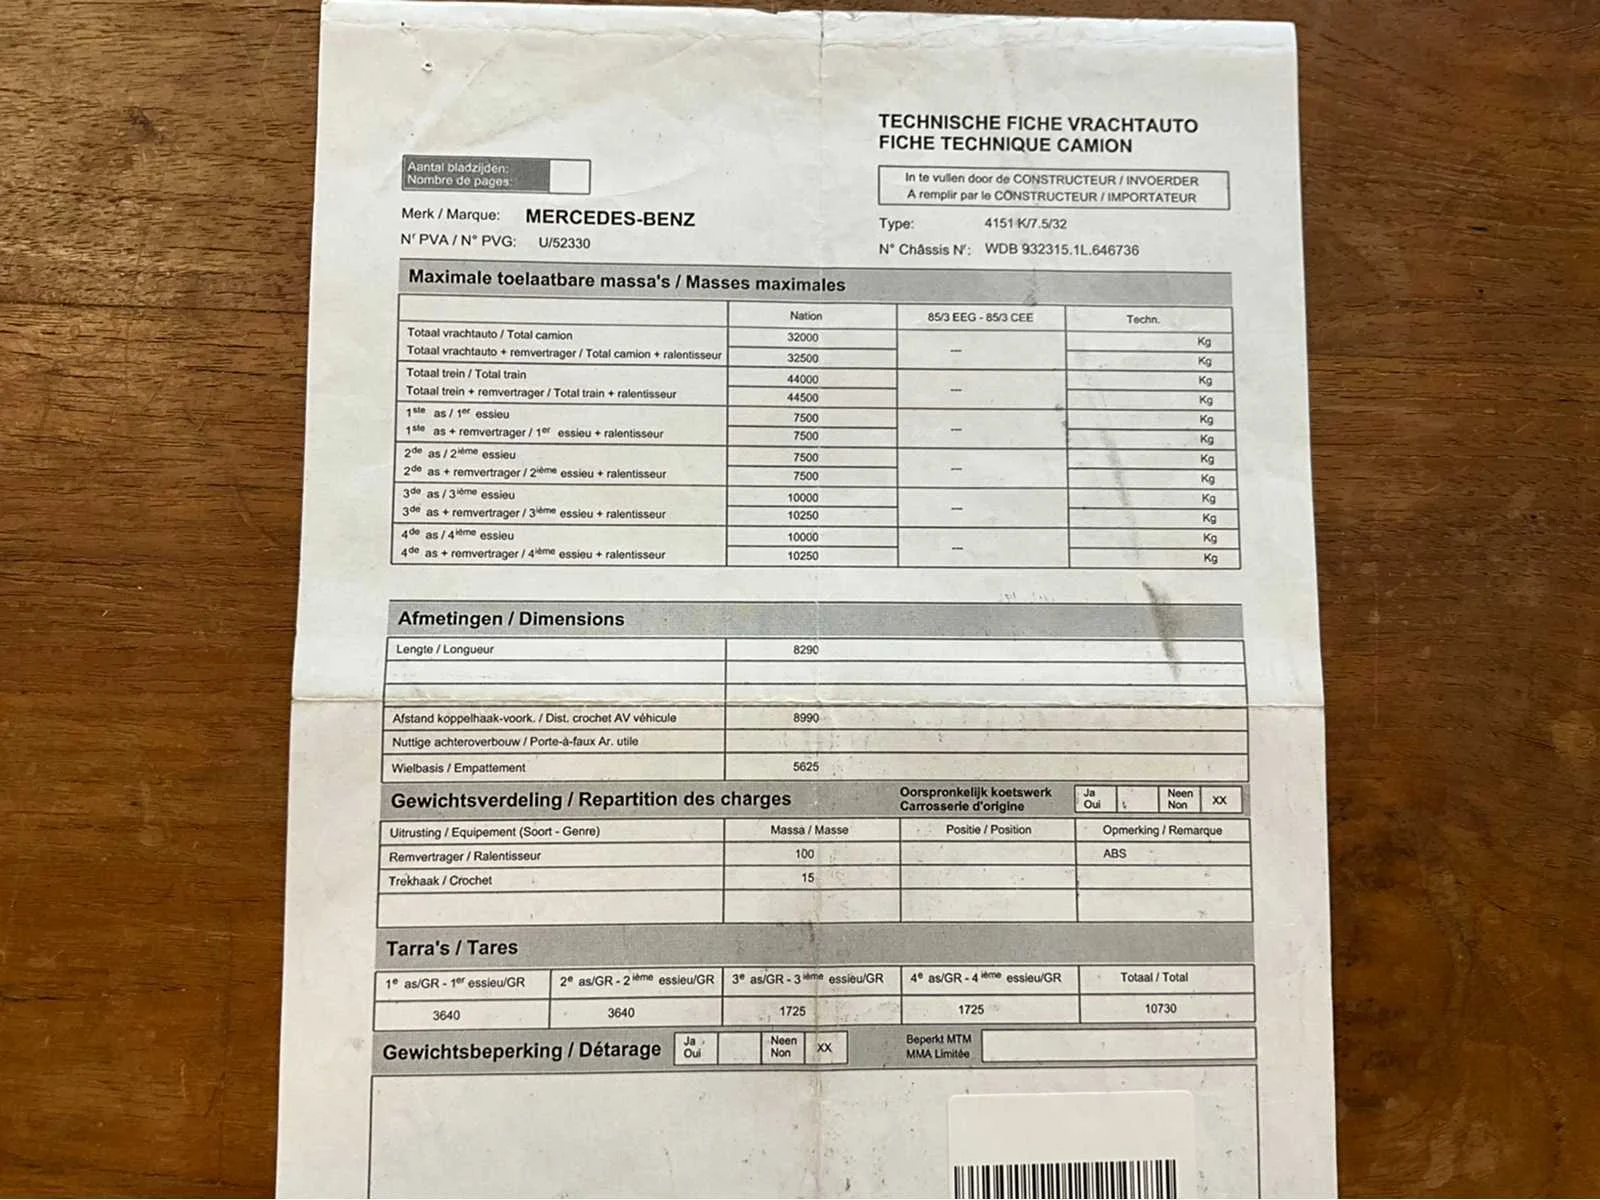 TECHNISCHE FICHE VRACHTAUTO
FICHE TECHNIQUE CAMION
Aantal bladzijden:
Nombre de pages:
In te vullen door de CONSTRUCTEUR / INVOERDER
A remplir par le CONSTRUCTEUR / IMPORTATEUR
Merk / Marque: MERCEDES-BENZ
Type: 4151 K/7.5/32
Nr PVA / N° PVG: U/52330
N° Châssis Nr: WDB 932315.1L.646736
Maximale toelaatbare massa's / Masses maximales
Nation 85/3 EEG - 85/3 CEE Techn.
Totaal vrachtauto / Total camion 32000 Kg
Totaal vrachtauto + remvertrager / Total camion + ralentisseur 32500 --- Kg
Totaal trein / Total train 44000 Kg
Totaal trein + remvertrager / Total train + ralentisseur 44500 --- Kg
1ste as / 1er essieu 7500 Kg
1ste as + remvertrager / 1er essieu + ralentisseur 7500 --- Kg
2de as / 2ième essieu 7500 Kg
2de as + remvertrager / 2ième essieu + ralentisseur 7500 --- Kg
3de as / 3ième essieu 10000 Kg
3de as + remvertrager / 3ième essieu + ralentisseur 10250 --- Kg
4de as / 4ième essieu 10000 Kg
4de as + remvertrager / 4ième essieu + ralentisseur 10250 --- Kg
Afmetingen / Dimensions
Lengte / Longueur 8290
Afstand koppelhaak-voork. / Dist. crochet AV véhicule 8990
Nuttige achteroverbouw / Porte-à-faux Ar. utile
Wielbasis / Empattement 5625
Gewichtsverdeling / Repartition des charges
Oorspronkelijk koetswerk
Carrosserie d'origine
Ja
Oui
Neen
Non
XX
Uitrusting / Equipement (Soort - Genre) Massa / Masse Positie / Position Opmerking / Remarque
Remvertrager / Ralentisseur 100 ABS
Trekhaak / Crochet 15
Tarra's / Tares
1e as/GR - 1er essieu/GR 2e as/GR - 2ième essieu/GR 3e as/GR - 3ième essieu/GR 4e as/GR - 4ième essieu/GR Totaal / Total
3640 3640 1725 1725 10730
Gewichtsbeperking / Détarage
Ja
Oui
Neen
Non
XX
Beperkt MTM
MMA Limitée